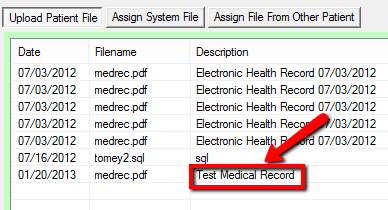 Upload Patient File Assign System File Assign File From Other Patient
Date Filename Description
07/03/2012 medrec.pdf Electronic Health Record 07/03/2012
07/03/2012 medrec.pdf Electronic Health Record 07/03/2012
07/03/2012 medrec.pdf Electronic Health Record 07/03/2012
07/03/2012 medrec.pdf Electronic Health Record 07/03/2012
07/03/2012 medrec.pdf Electronic Health Record 07/03/2012
07/16/2012 tomey2.sql sql
01/20/2013 medrec.pdf Test Medical Record